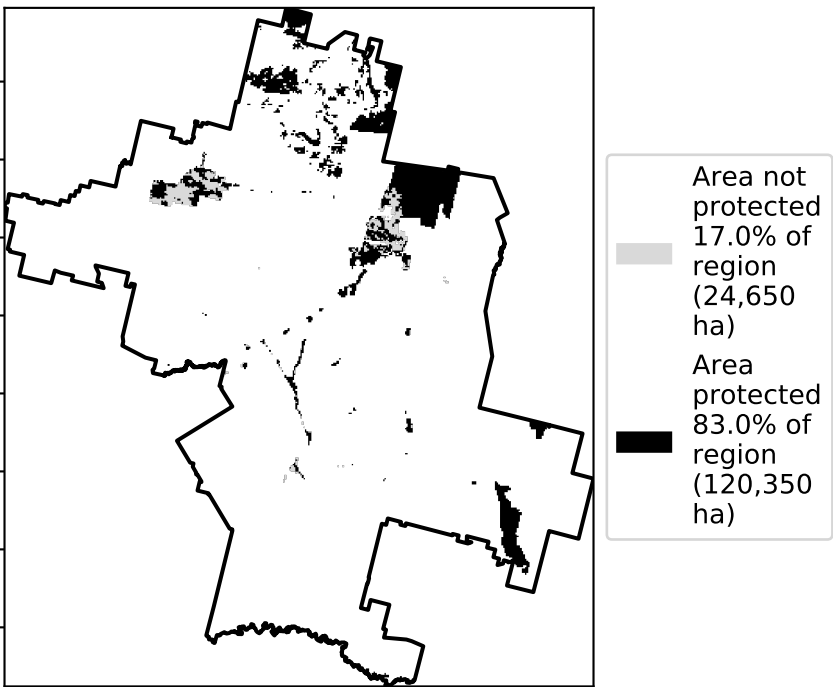 Area not
protected
17.0% of
region
(24,650
ha)
Area
protected
83.0% of
region
(120,350
ha)